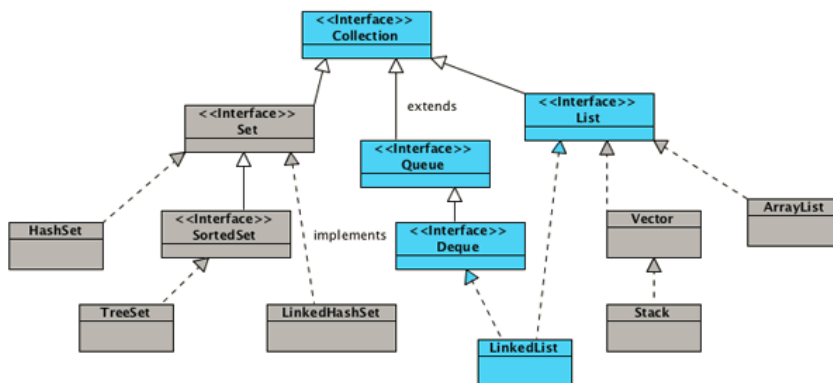 <<Interface>>
Collection
extends
<<Interface>>
List
<<Interface>>
Set
<<Interface>>
Queue
ArrayList
<<Interface>>
SortedSet
Vector
HashSet
implements
<<Interface>>
Deque
TreeSet
LinkedHashSet
Stack
LinkedList